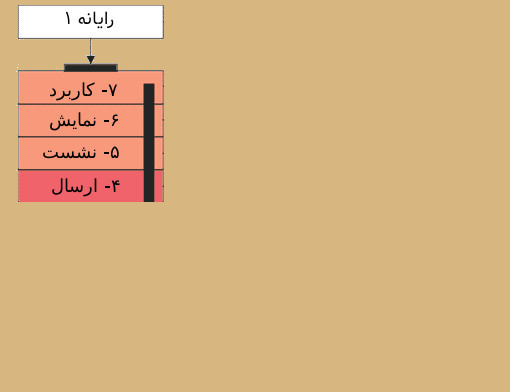 رایانه ۱
۷- کاربرد
۶- نمایش
۵- نشست
۴- ارسال